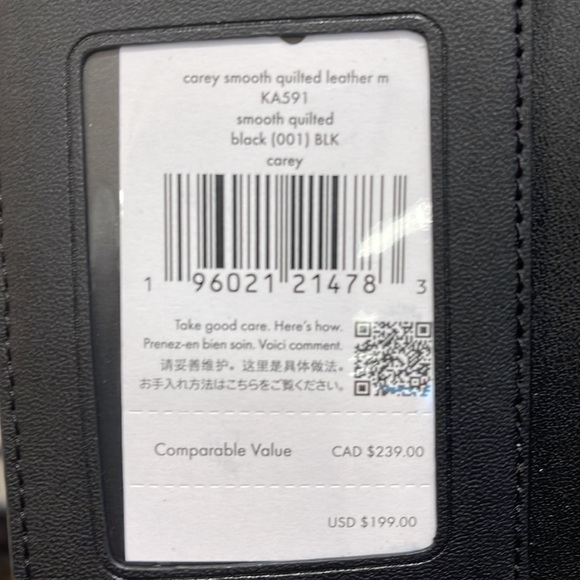 carey smooth quilted leather m
KA591
smooth quilted
black (001) BLK
carey
1 96021 21478 3
Take good care. Here's how.
Prenez-en bien soin. Voici comment.
请妥善维护。这里是具体做法。
お手入れ方法はこちらをご覧ください。
Comparable Value CAD $239.00
USD $199.00